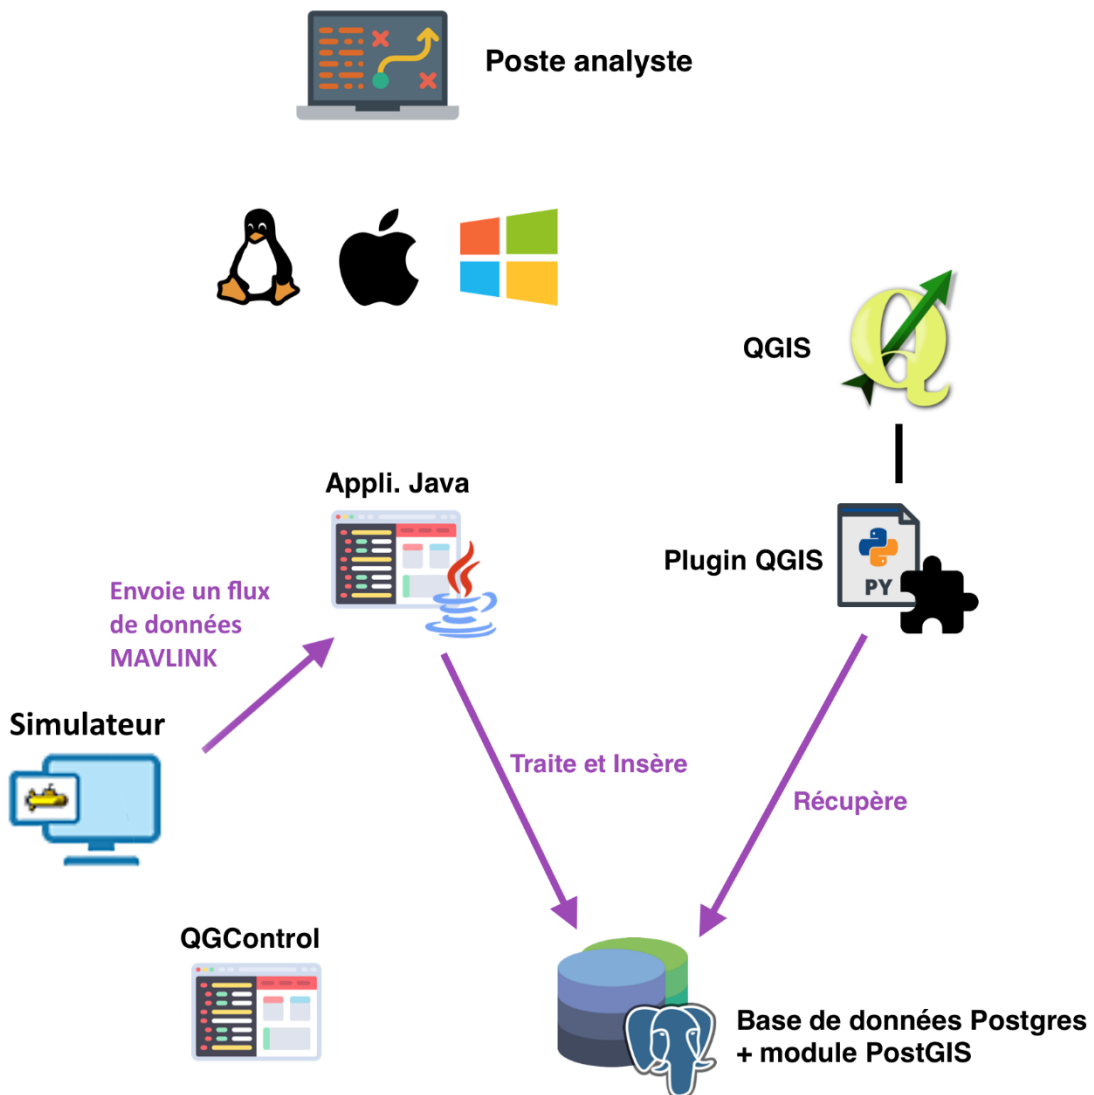 Poste analyste
QGIS
Appli. Java
Plugin QGIS
PY
Envoie un flux
de données
MAVLINK
Simulateur
Traite et Insère
Récupère
QGControl
Base de données Postgres
+ module PostGIS